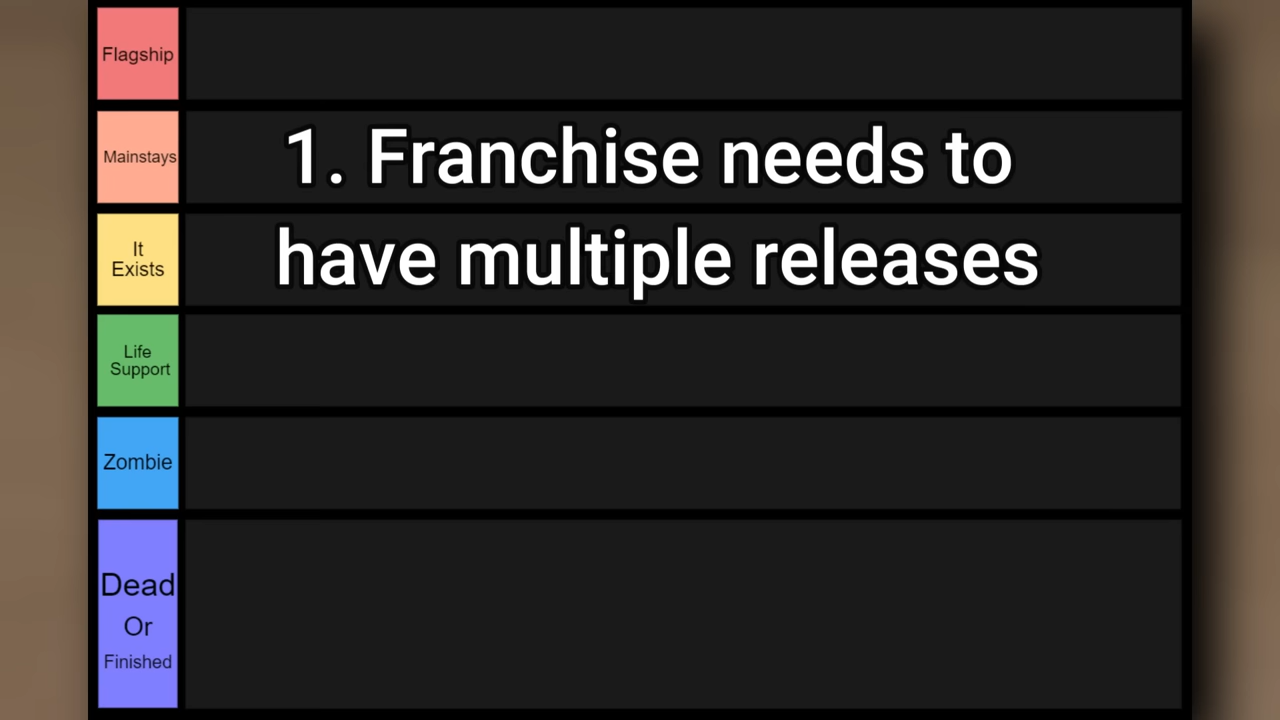 Flagship
Mainstays
1. Franchise needs to
It
Exists
have multiple releases
Life
Support
Zombie
Dead
Or
Finished